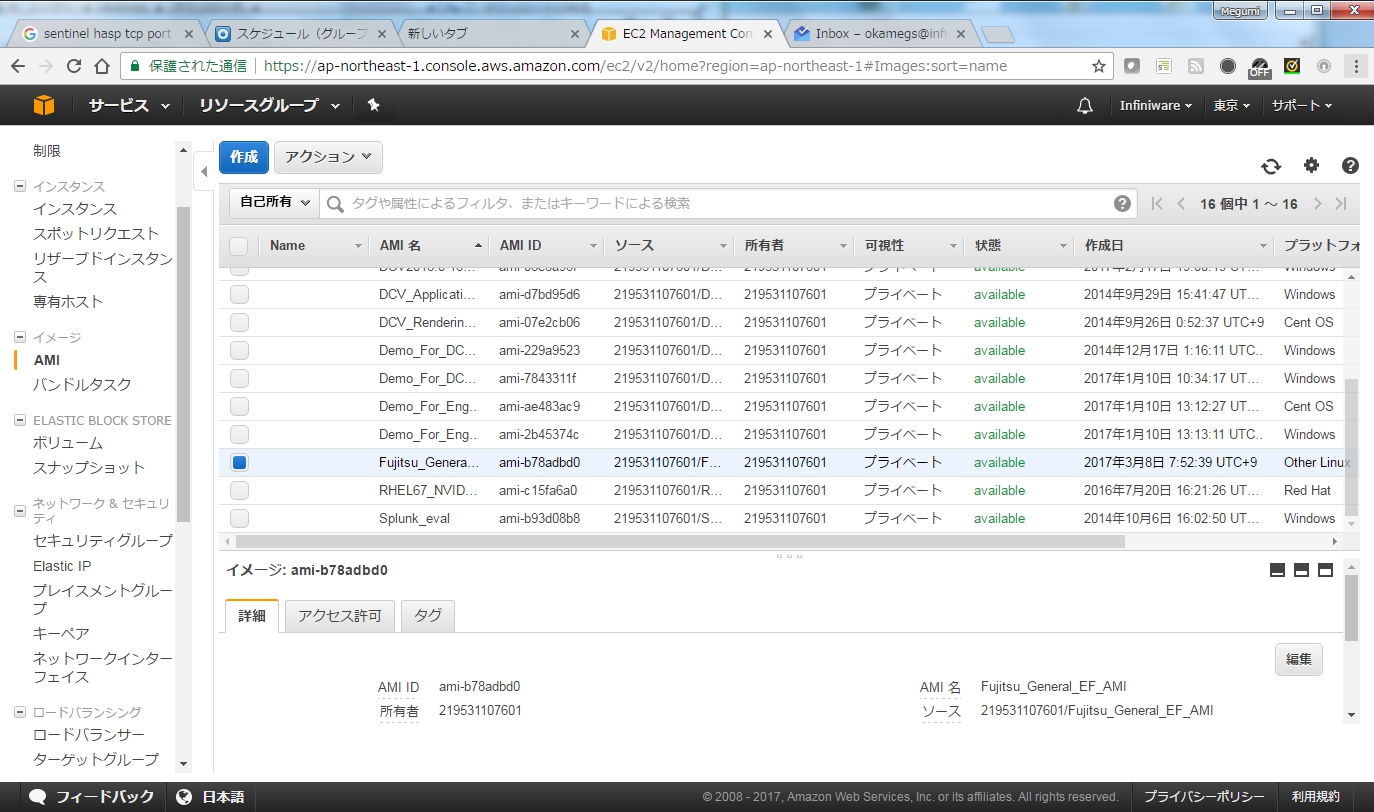 Megumi
sentinel hasp tcp port
スケジュール（グループ
新しいタブ
EC2 Management Con
Inbox – okamegs@infi
保護された通信
https://ap-northeast-1.console.aws.amazon.com/ec2/v2/home?region=ap-northeast-1#Images:sort=name
OFF
サービス リソースグループ Infiniware 東京 サポート
制限
インスタンス
インスタンス
スポットリクエスト
リザーブドインスタン
ス
専有ホスト
イメージ
AMI
バンドルタスク
ELASTIC BLOCK STORE
ボリューム
スナップショット
ネットワーク & セキュリ
ティ
セキュリティグループ
Elastic IP
プレイスメントグルー
プ
キーペア
ネットワークインター
フェイス
ロードバランシング
ロードバランサー
ターゲットグループ
作成 アクション
自己所有 タグや属性によるフィルタ、またはキーワードによる検索 16 個中 1 ～ 16
Name AMI 名 AMI ID ソース 所有者 可視性 状態 作成日 プラットフォ
219531107601/D... 219531107601 プライベート available Windows
DCV_Applicati... ami-d7bd95d6 219531107601/D... 219531107601 プライベート available 2014年9月29日 15:41:47 UT... Windows
DCV_Renderin... ami-07e2cb06 219531107601/D... 219531107601 プライベート available 2014年9月26日 0:52:37 UTC+9 Cent OS
Demo_For_DC... ami-229a9523 219531107601/D... 219531107601 プライベート available 2014年12月17日 1:16:11 UTC... Windows
Demo_For_DC... ami-7843311f 219531107601/D... 219531107601 プライベート available 2017年1月10日 10:34:17 UT... Windows
Demo_For_Eng... ami-ae483ac9 219531107601/D... 219531107601 プライベート available 2017年1月10日 13:12:27 UT... Cent OS
Demo_For_Eng... ami-2b45374c 219531107601/D... 219531107601 プライベート available 2017年1月10日 13:13:11 UT... Windows
Fujitsu_Genera... ami-b78adbd0 219531107601/F... 219531107601 プライベート available 2017年3月8日 7:52:39 UTC+9 Other Linux
RHEL67_NVID... ami-c15fa6a0 219531107601/R... 219531107601 プライベート available 2016年7月20日 16:21:26 UT... Red Hat
Splunk_eval ami-b93d08b8 219531107601/S... 219531107601 プライベート available 2014年10月6日 16:02:50 UT... Windows
イメージ: ami-b78adbd0
詳細 アクセス許可 タグ
編集
AMI ID ami-b78adbd0 AMI 名 Fujitsu_General_EF_AMI
所有者 219531107601 ソース 219531107601/Fujitsu_General_EF_AMI
フィードバック 日本語 © 2008 - 2017, Amazon Web Services, Inc. or its affiliates. All rights reserved. プライバシーポリシー 利用規約